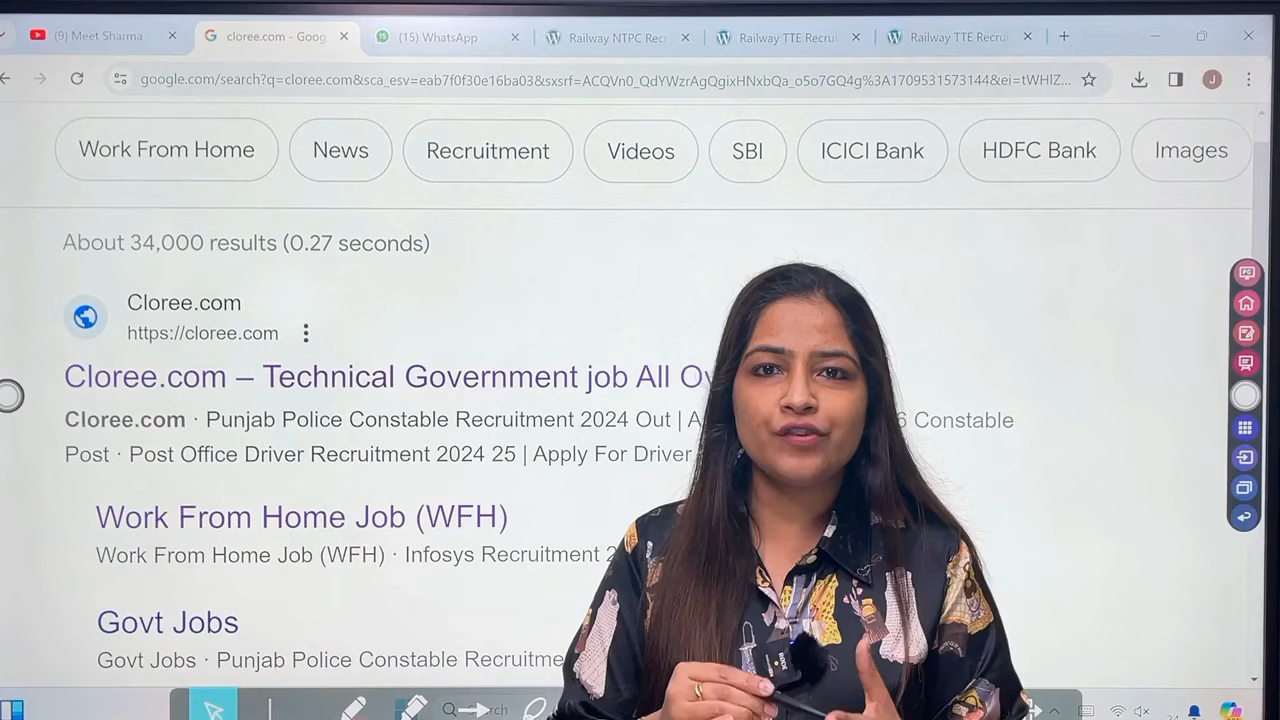 (9) Meet Sharma
cloree.com - Goog
(15) WhatsApp
Railway NTPC Recr
Railway TTE Recrui
Railway TTE Recrui
google.com/search?q=cloree.com&sca_esv=eab7f0f30e16ba03&sxsrf=ACQVn0_QdYWzrAgQgixHNxbQa_o5o7GQ4g%3A1709531573144&ei=tWHlZ...
J
Work From Home
News
Recruitment
Videos
SBI
ICICI Bank
HDFC Bank
Images
About 34,000 results (0.27 seconds)
Cloree.com
https://cloree.com
Cloree.com – Technical Government job All Ov
Cloree.com · Punjab Police Constable Recruitment 2024 Out | A 6 Constable
Post · Post Office Driver Recruitment 2024 25 | Apply For Driver
Work From Home Job (WFH)
Work From Home Job (WFH) · Infosys Recruitment 2
Govt Jobs
Govt Jobs · Punjab Police Constable Recruitme